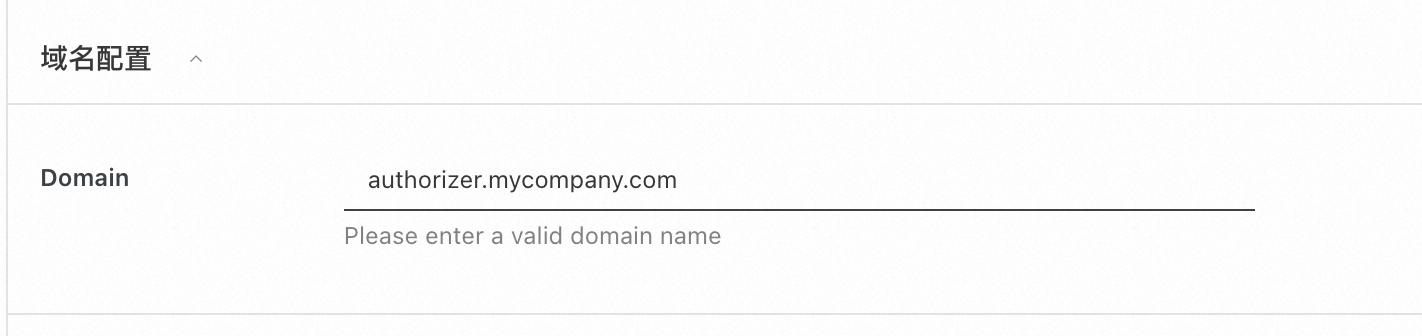 域名配置
Domain
authorizer.mycompany.com
Please enter a valid domain name